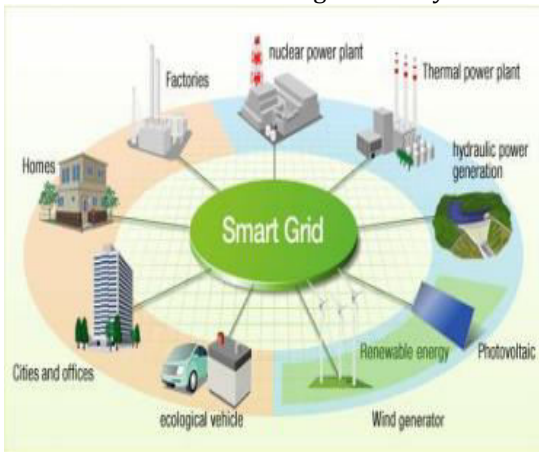 nuclear power plant
Factories
Thermal power plant
hydraulic power
generation
Homes
Smart Grid
Renewable energy
Photovoltaic
Cities and offices
ecological vehicle
Wind generator